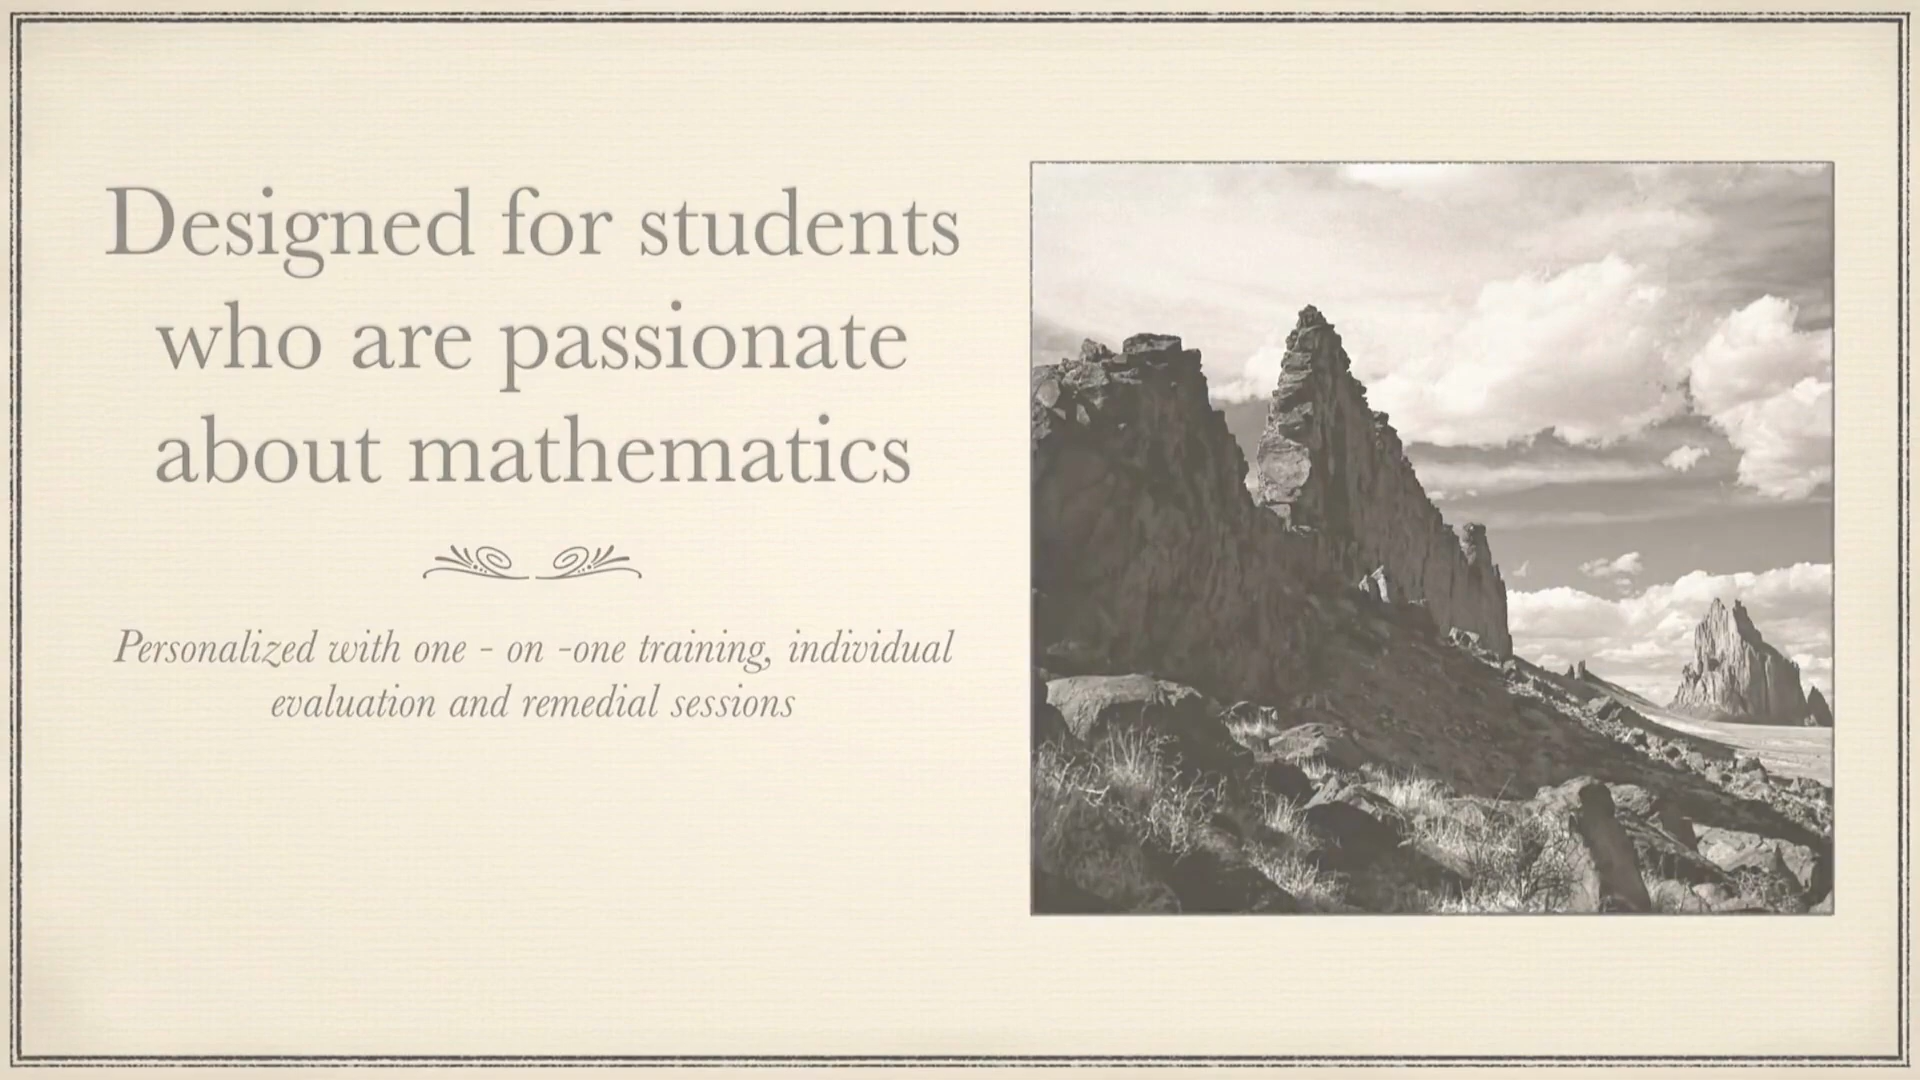 Designed for students
who are passionate
about mathematics
Personalized with one - on -one training, individual
evaluation and remedial sessions